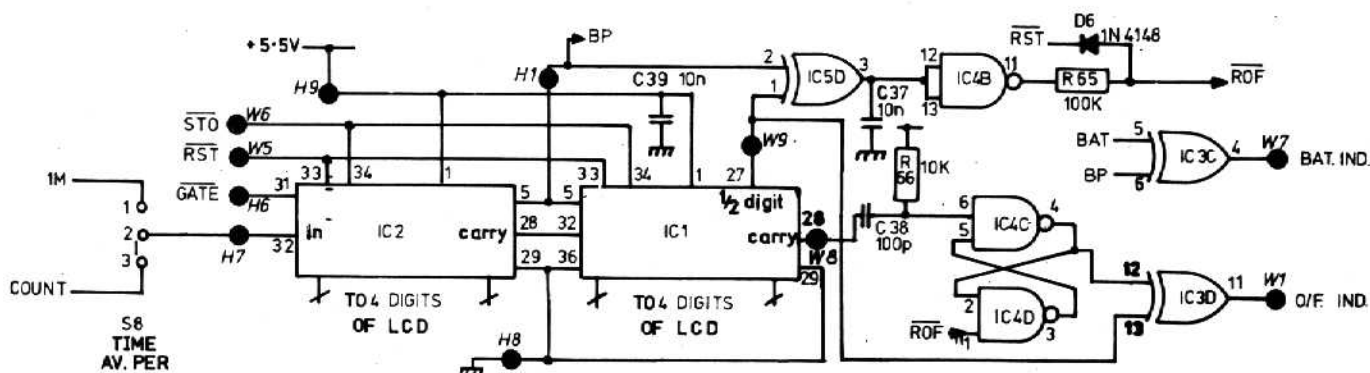 +5·5V
BP
H9
H1
C39 10n
2
1
IC5D
3
C37
10n
12
13
IC4B
11
RST
D6
1N4148
R65
100K
ROF
STO
W6
RST
W5
GATE
H6
1M
1
2
3
COUNT
S8
TIME
AV. PER
H7
33
34
1
31
in
32
IC2
carry
5
28
29
TO 4 DIGITS
OF LCD
H8
5
32
36
33
34
1
27
W9
1/2 digit
IC1
carry
28
W8
29
TO 4 DIGITS
OF LCD
R
66
10K
C38
100p
6
5
IC4C
4
2
1
IC4D
3
ROF
BAT
BP
5
6
IC3C
4
W7
BAT. IND.
12
13
IC3D
11
W1
O/F. IND.